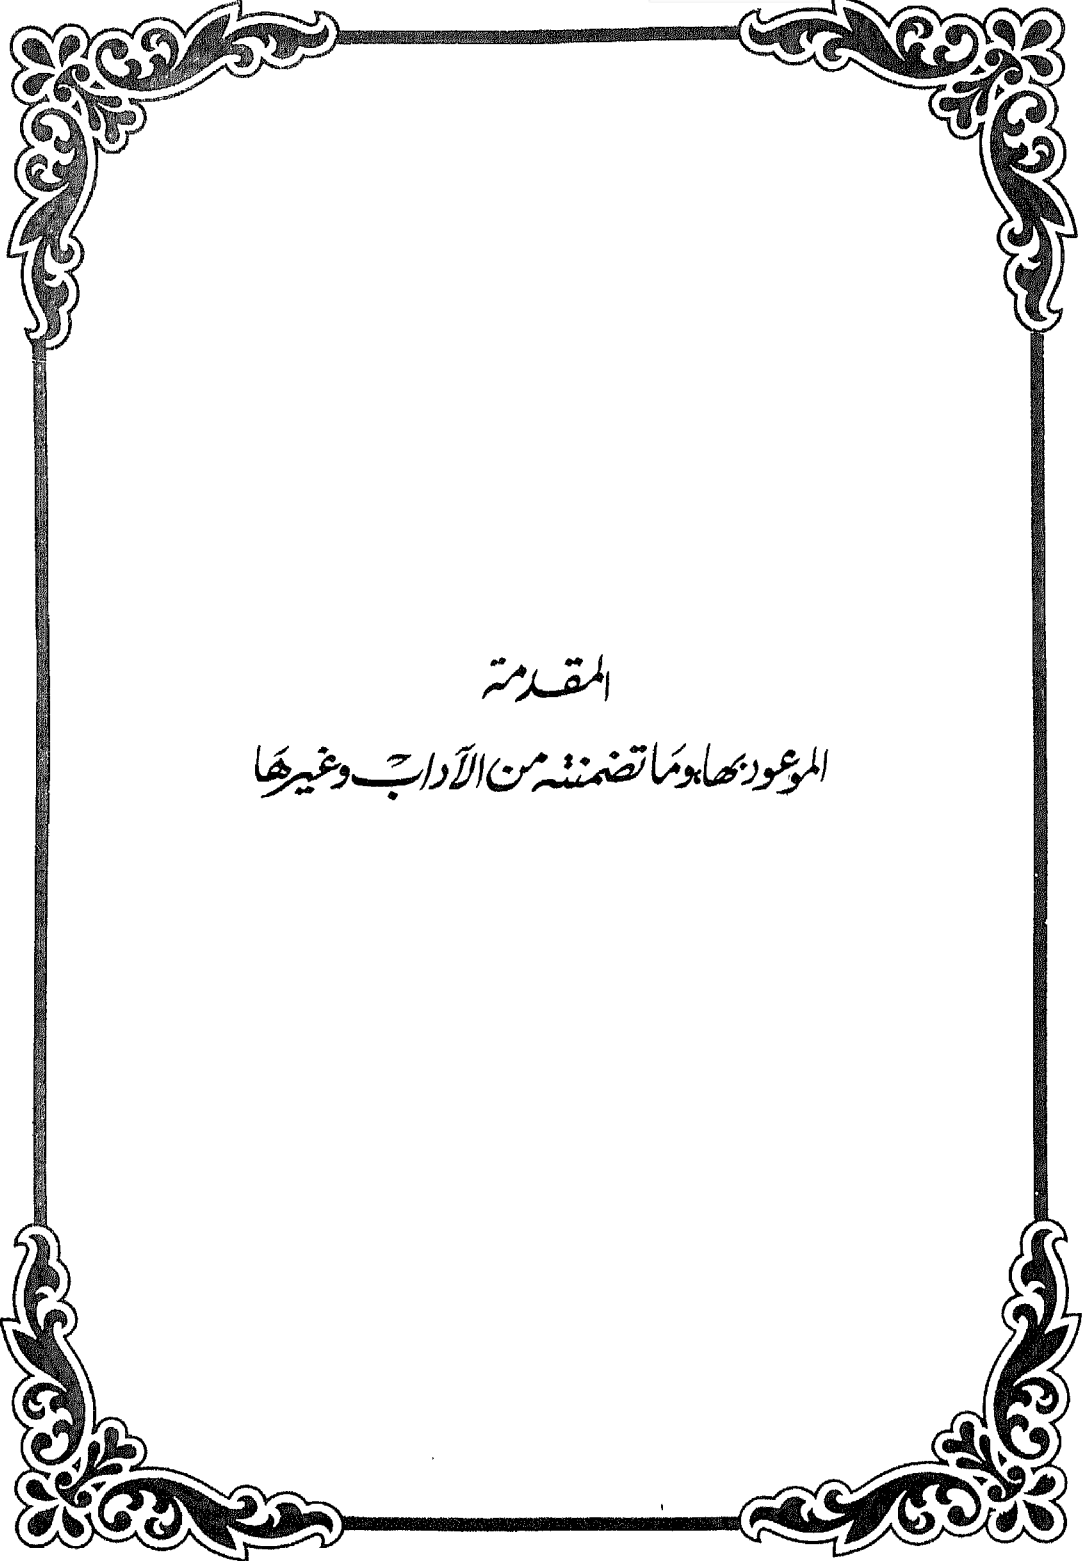 المقدمة
الموعود بها، وما تضمنته من الآداب وغيرها